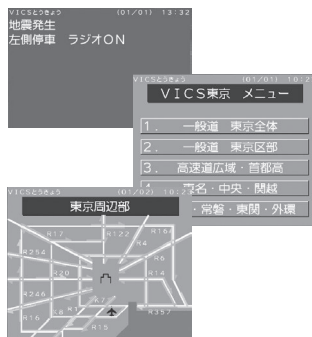 VICSとうきょう (01/01) 13:32
地震発生
左側停車 ラジオON
VICSとうきょう (01/01) 10:2
VICS東京 メニュー
1. 一般道 東京全体
2. 一般道 東京区部
3. 高速道広域・首都高
東名・中央・関越
・常磐・東関・外環
VICSとうきょう (01/02) 10:2
東京周辺部
R17
R122
R4
R254
R6
R20
R14
R246
R16
R1
R15
R357